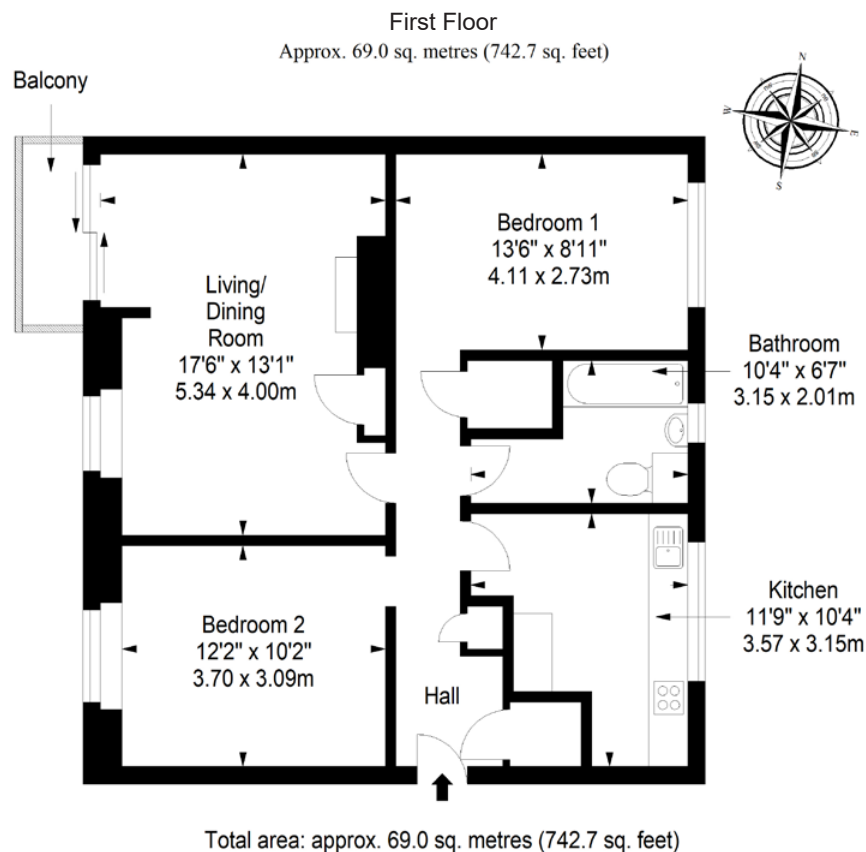 First Floor
Approx. 69.0 sq. metres (742.7 sq. feet)
Balcony
N
W
E
S
Bedroom 1
13'6" x 8'11"
4.11 x 2.73m
Living/
Dining
Room
17'6" x 13'1"
5.34 x 4.00m
Bathroom
10'4" x 6'7"
3.15 x 2.01m
Kitchen
11'9" x 10'4"
3.57 x 3.15m
Bedroom 2
12'2" x 10'2"
3.70 x 3.09m
Hall
Total area: approx. 69.0 sq. metres (742.7 sq. feet)